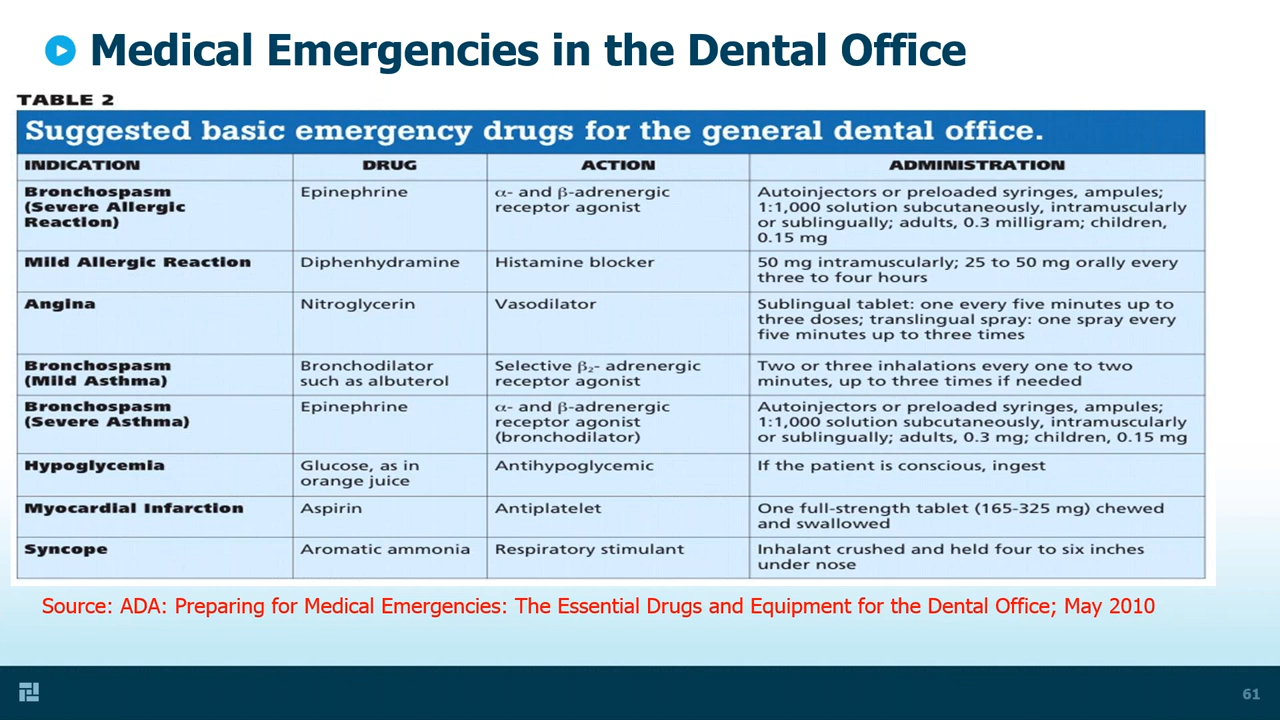 Medical Emergencies in the Dental Office
TABLE 2
Suggested basic emergency drugs for the general dental office.
INDICATION DRUG ACTION ADMINISTRATION
Bronchospasm
(Severe Allergic
Reaction)
Epinephrine
α- and β-adrenergic
receptor agonist
Autoinjectors or preloaded syringes, ampules;
1:1,000 solution subcutaneously, intramuscularly
or sublingually; adults, 0.3 milligram; children,
0.15 mg
Mild Allergic Reaction
Diphenhydramine
Histamine blocker
50 mg intramuscularly; 25 to 50 mg orally every
three to four hours
Angina
Nitroglycerin
Vasodilator
Sublingual tablet: one every five minutes up to
three doses; translingual spray: one spray every
five minutes up to three times
Bronchospasm
(Mild Asthma)
Bronchodilator
such as albuterol
Selective β₂- adrenergic
receptor agonist
Two or three inhalations every one to two
minutes, up to three times if needed
Bronchospasm
(Severe Asthma)
Epinephrine
α- and β-adrenergic
receptor agonist
(bronchodilator)
Autoinjectors or preloaded syringes, ampules;
1:1,000 solution subcutaneously, intramuscularly
or sublingually; adults, 0.3 mg; children, 0.15 mg
Hypoglycemia
Glucose, as in
orange juice
Antihypoglycemic
If the patient is conscious, ingest
Myocardial Infarction
Aspirin
Antiplatelet
One full-strength tablet (165-325 mg) chewed
and swallowed
Syncope
Aromatic ammonia
Respiratory stimulant
Inhalant crushed and held four to six inches
under nose
Source: ADA: Preparing for Medical Emergencies: The Essential Drugs and Equipment for the Dental Office; May 2010
61